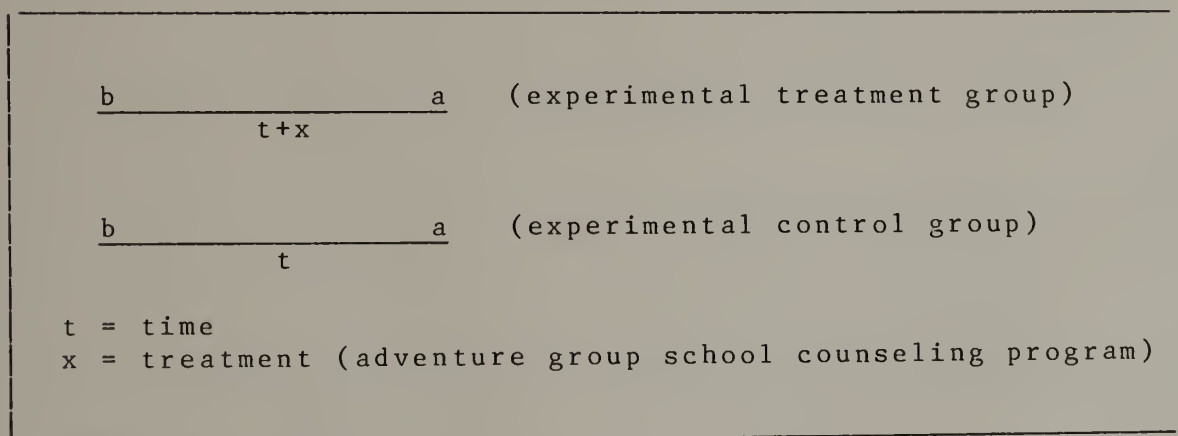 b a (experimental treatment group)
t+x
b a (experimental control group)
t
t = time
x = treatment (adventure group school counseling program)